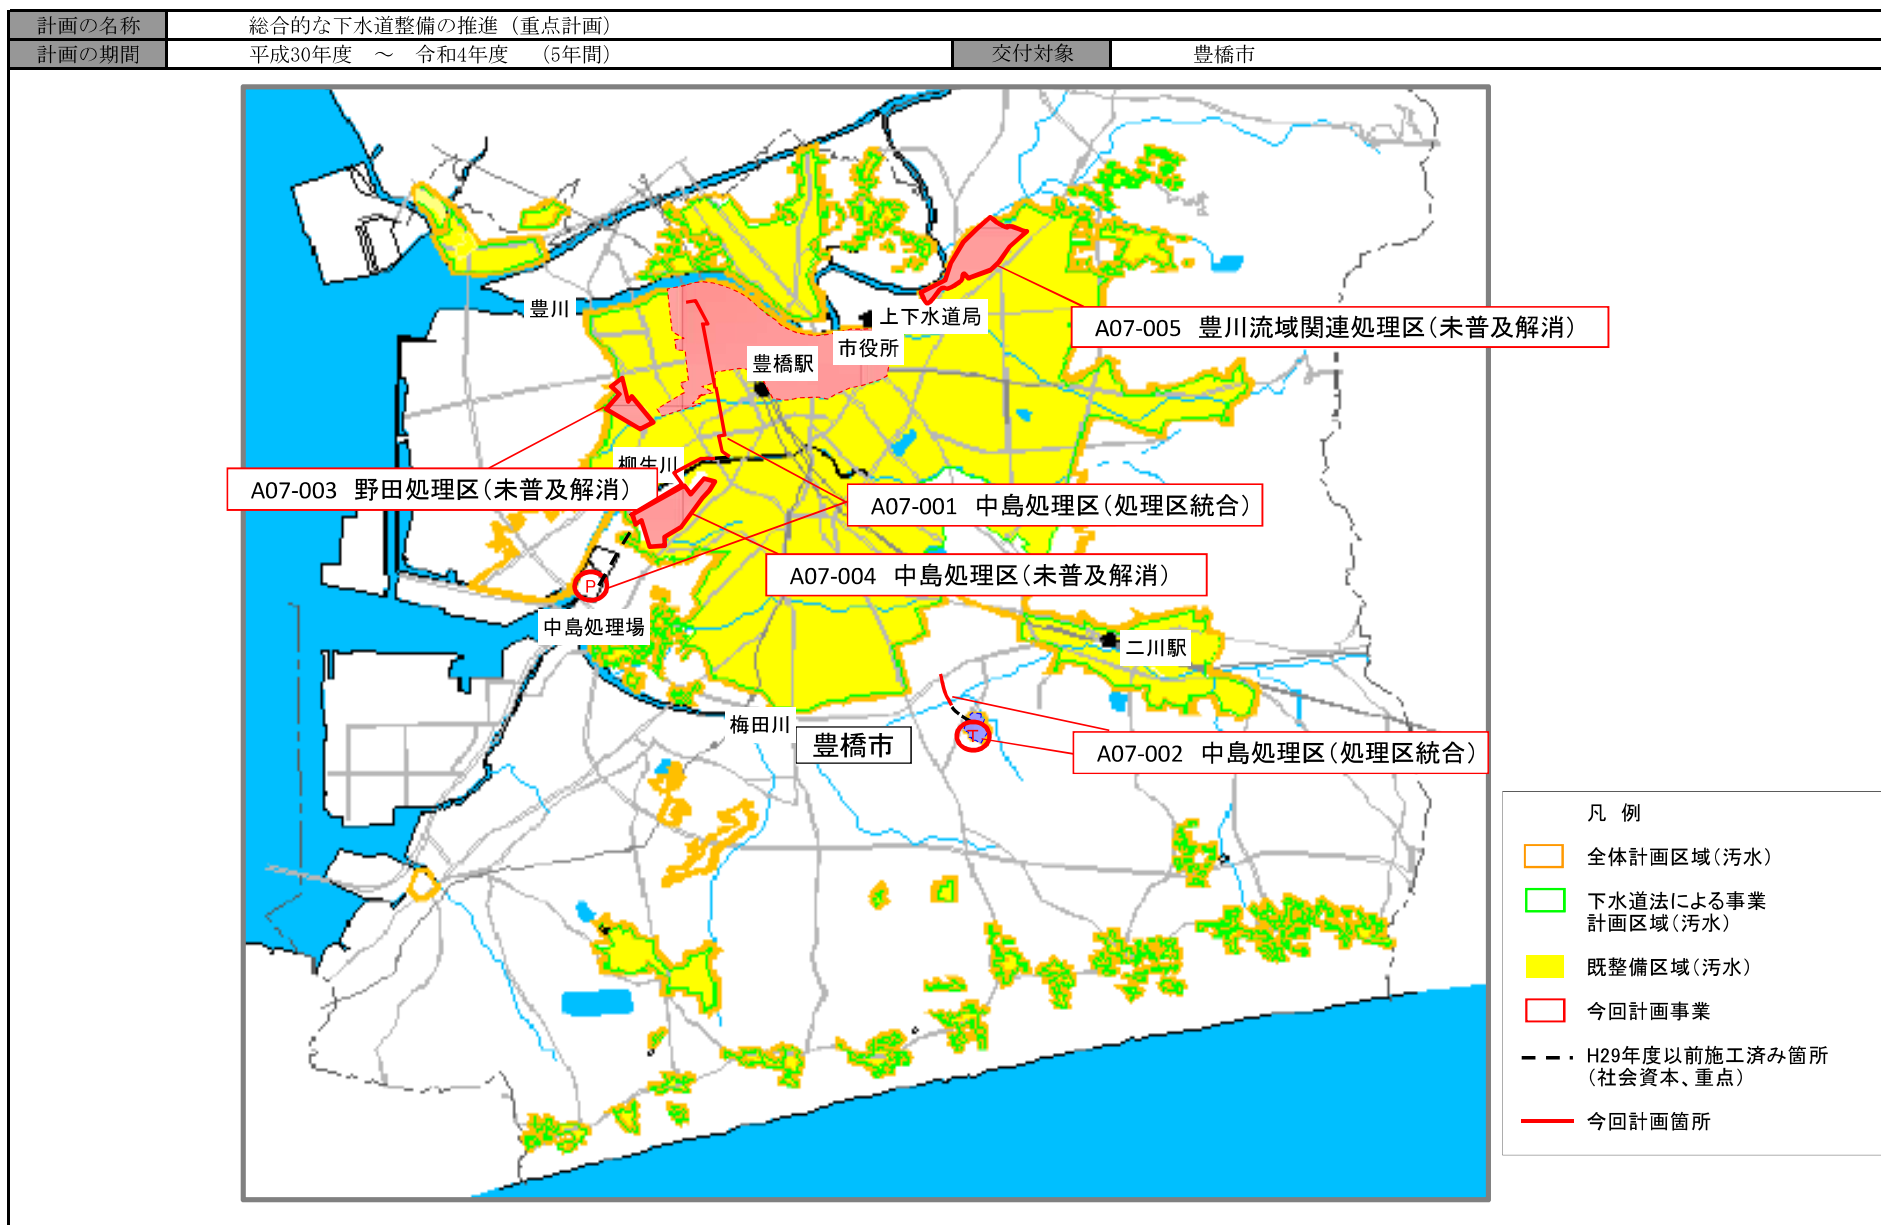 計画の名称
総合的な下水道整備の推進（重点計画）
計画の期間
平成30年度　～　令和4年度　（5年間）
交付対象
豊橋市
豊川
上下水道局
市役所
豊橋駅
A07-005　豊川流域関連処理区（未普及解消）
柳生川
A07-003　野田処理区（未普及解消）
A07-001　中島処理区（処理区統合）
A07-004　中島処理区（未普及解消）
P
中島処理場
二川駅
梅田川
豊橋市
T
A07-002　中島処理区（処理区統合）
凡 例
全体計画区域（汚水）
下水道法による事業
計画区域（汚水）
既整備区域（汚水）
今回計画事業
H29年度以前施工済み箇所
（社会資本、重点）
今回計画箇所